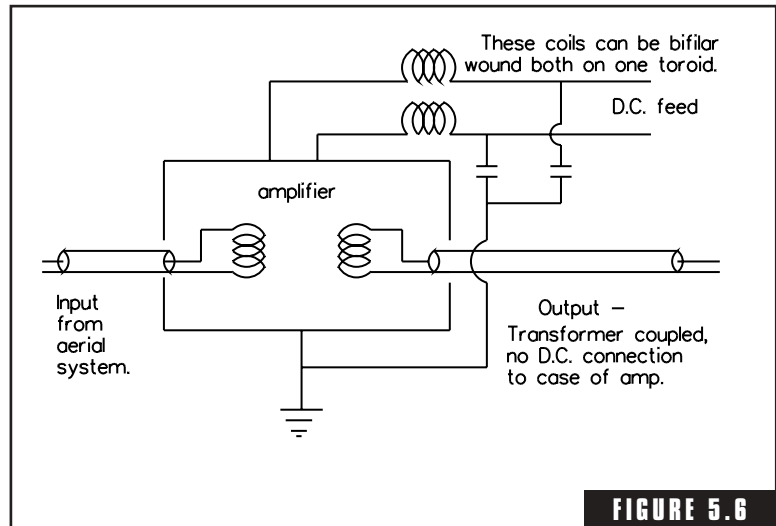 These coils can be bifilar
wound both on one toroid.
D.C. feed
amplifier
Input
from
aerial
system.
Output –
Transformer coupled,
no D.C. connection
to case of amp.
FIGURE 5.6